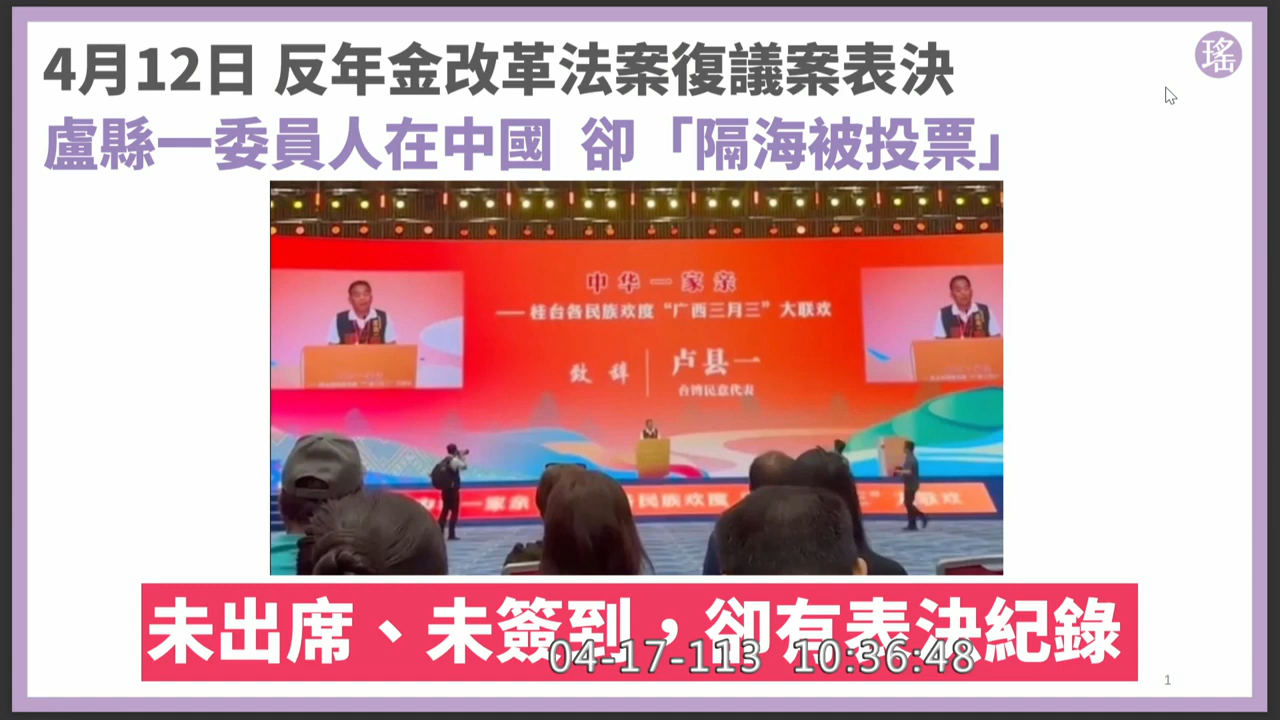 4月12日 反年金改革法案復議案表決
瑤
盧縣一委員人在中國 卻「隔海被投票」
中华一家亲
——桂台各民族欢度“广西三月三”大联欢
致辞
卢县一
台湾民意代表
未出席、未簽到，卻有表決紀錄
04-17-113 10:36:48
1